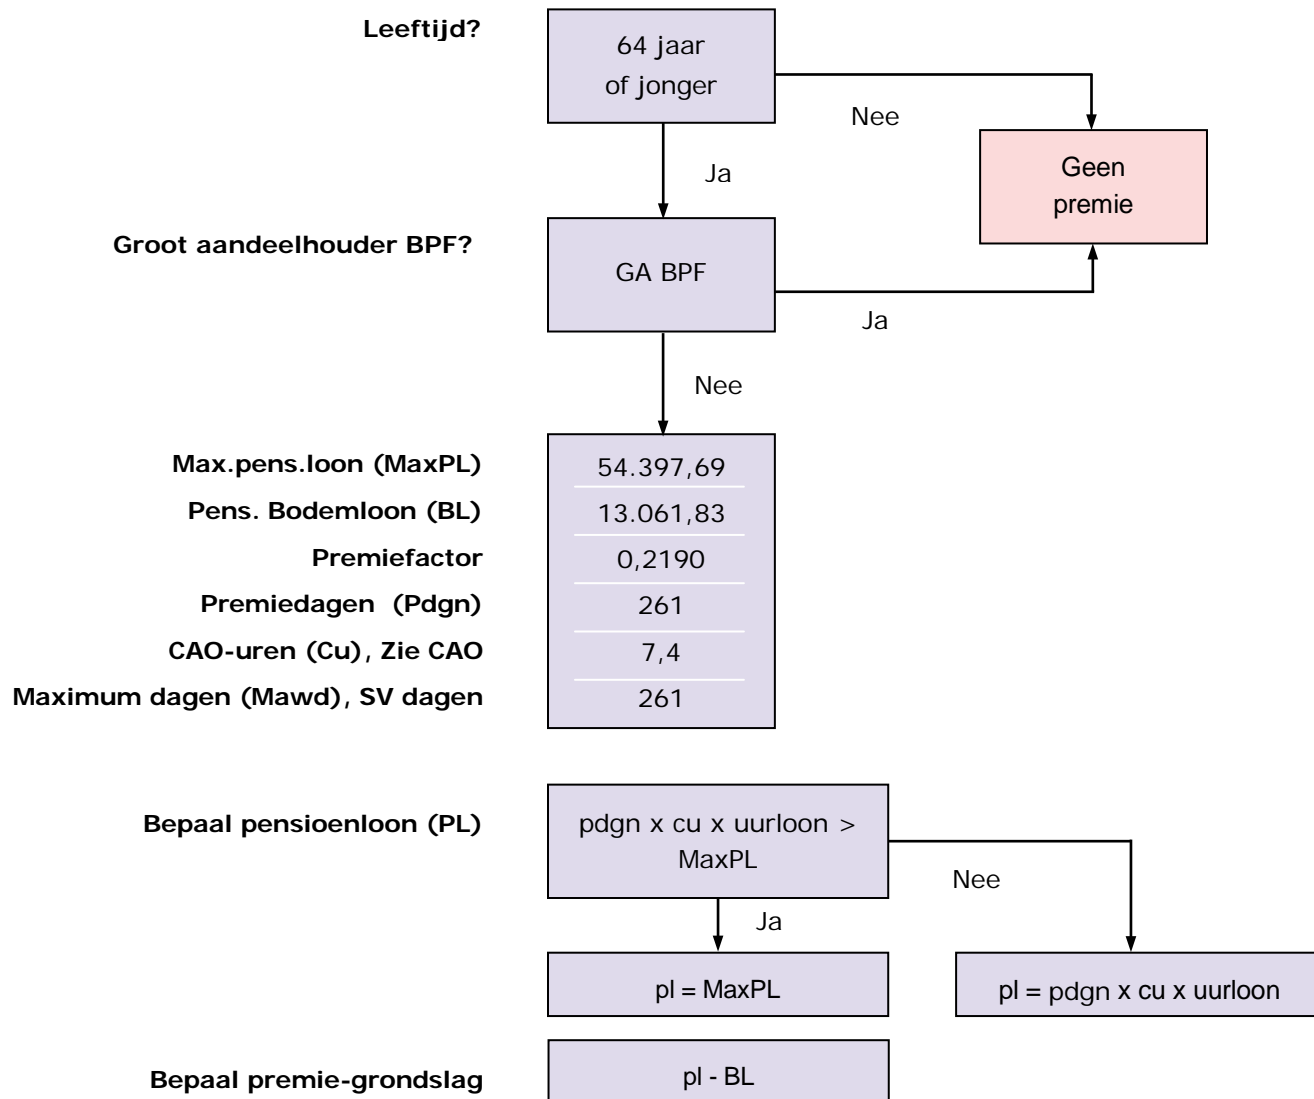 Leeftijd?
64 jaar
of jonger
Nee
Geen
premie
Ja
Groot aandeelhouder BPF?
GA BPF
Ja
Nee
Max.pens.loon (MaxPL)
54.397,69
Pens. Bodemloon (BL)
13.061,83
Premiefactor
0,2190
Premiedagen (Pdgn)
261
CAO-uren (Cu), Zie CAO
7,4
Maximum dagen (Mawd), SV dagen
261
Bepaal pensioenloon (PL)
pdgn x cu x uurloon >
MaxPL
Nee
Ja
pl = MaxPL
pl = pdgn x cu x uurloon
Bepaal premie-grondslag
pl - BL